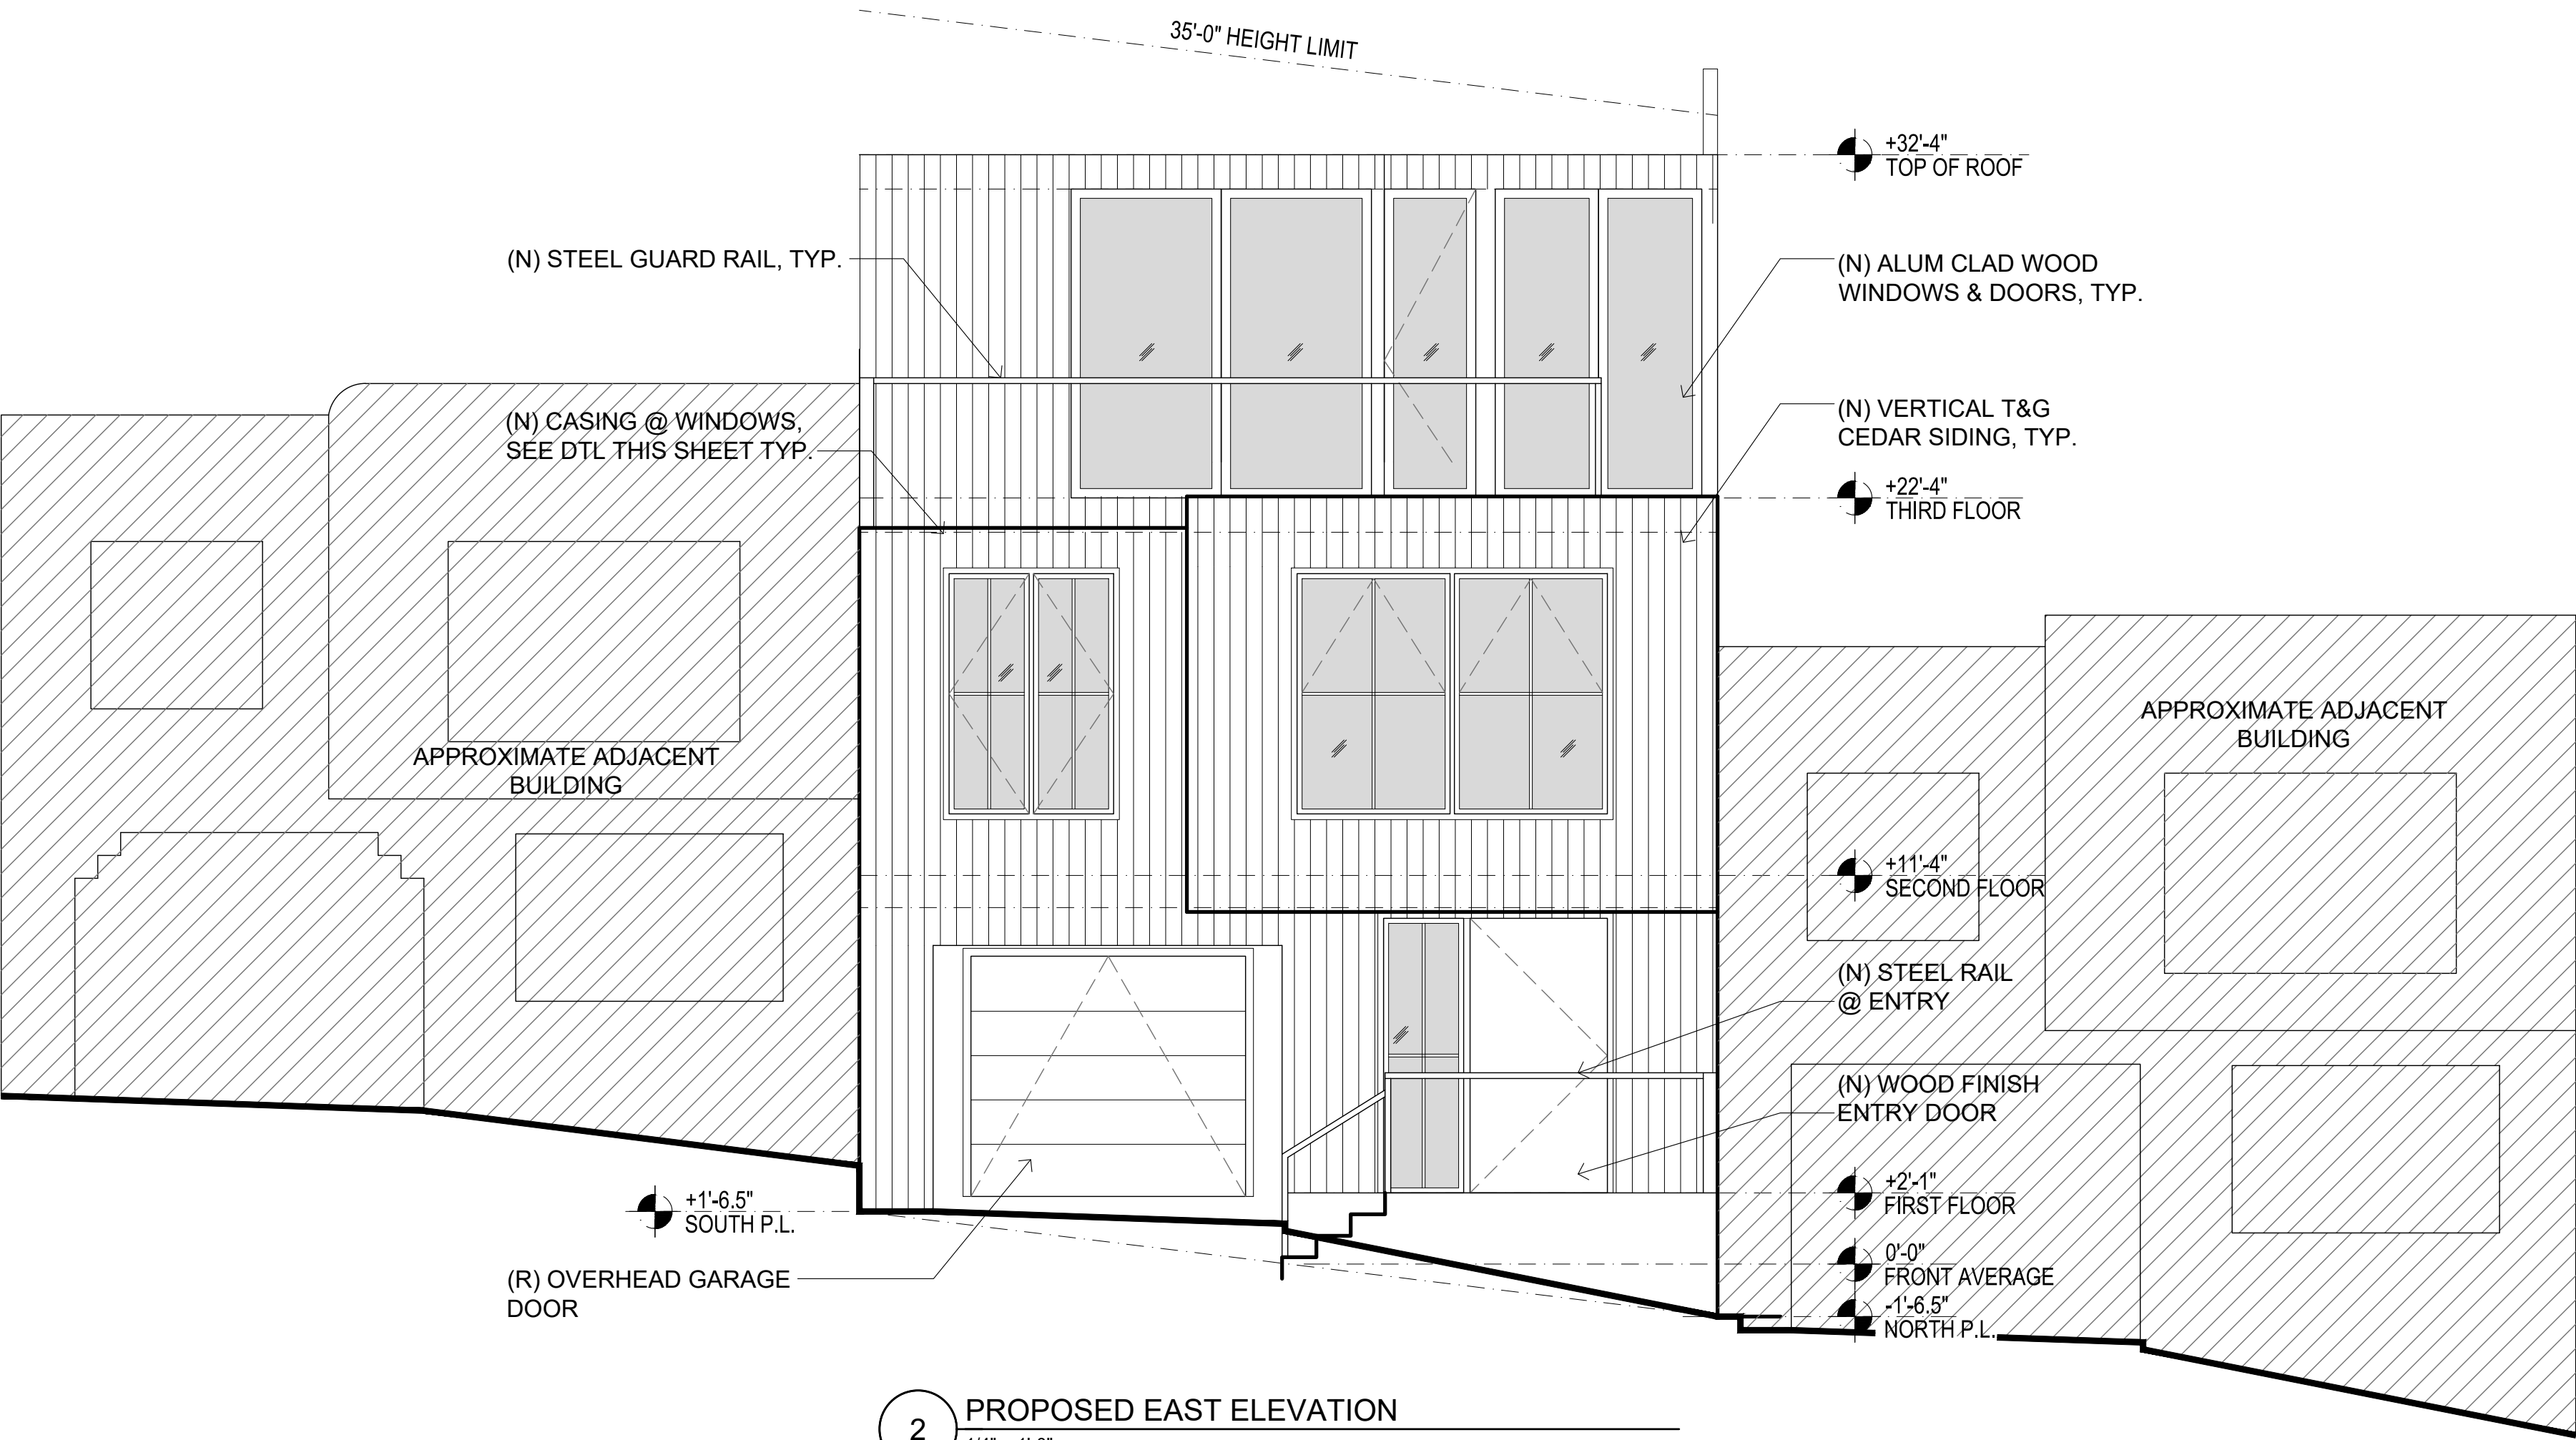 35'-0" HEIGHT LIMIT
+32'-4"
TOP OF ROOF
(N) STEEL GUARD RAIL, TYP.
(N) ALUM CLAD WOOD
WINDOWS & DOORS, TYP.
(N) CASING @ WINDOWS,
SEE DTL THIS SHEET TYP.
(N) VERTICAL T&G
CEDAR SIDING, TYP.
+22'-4"
THIRD FLOOR
APPROXIMATE ADJACENT
BUILDING
APPROXIMATE ADJACENT
BUILDING
+11'-4"
SECOND FLOOR
(N) STEEL RAIL
@ ENTRY
(N) WOOD FINISH
ENTRY DOOR
+1'-6.5"
SOUTH P.L.
+2'-1"
FIRST FLOOR
(R) OVERHEAD GARAGE
DOOR
0'-0"
FRONT AVERAGE
-1'-6.5"
NORTH P.L.
2
PROPOSED EAST ELEVATION